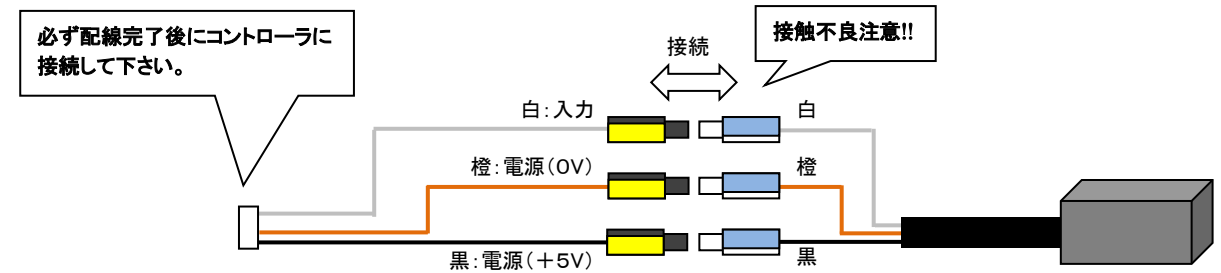 必ず配線完了後にコントローラに
接続して下さい。
接続
接触不良注意!!
白:入力
白
橙:電源(0V)
橙
黒:電源(+5V)
黒